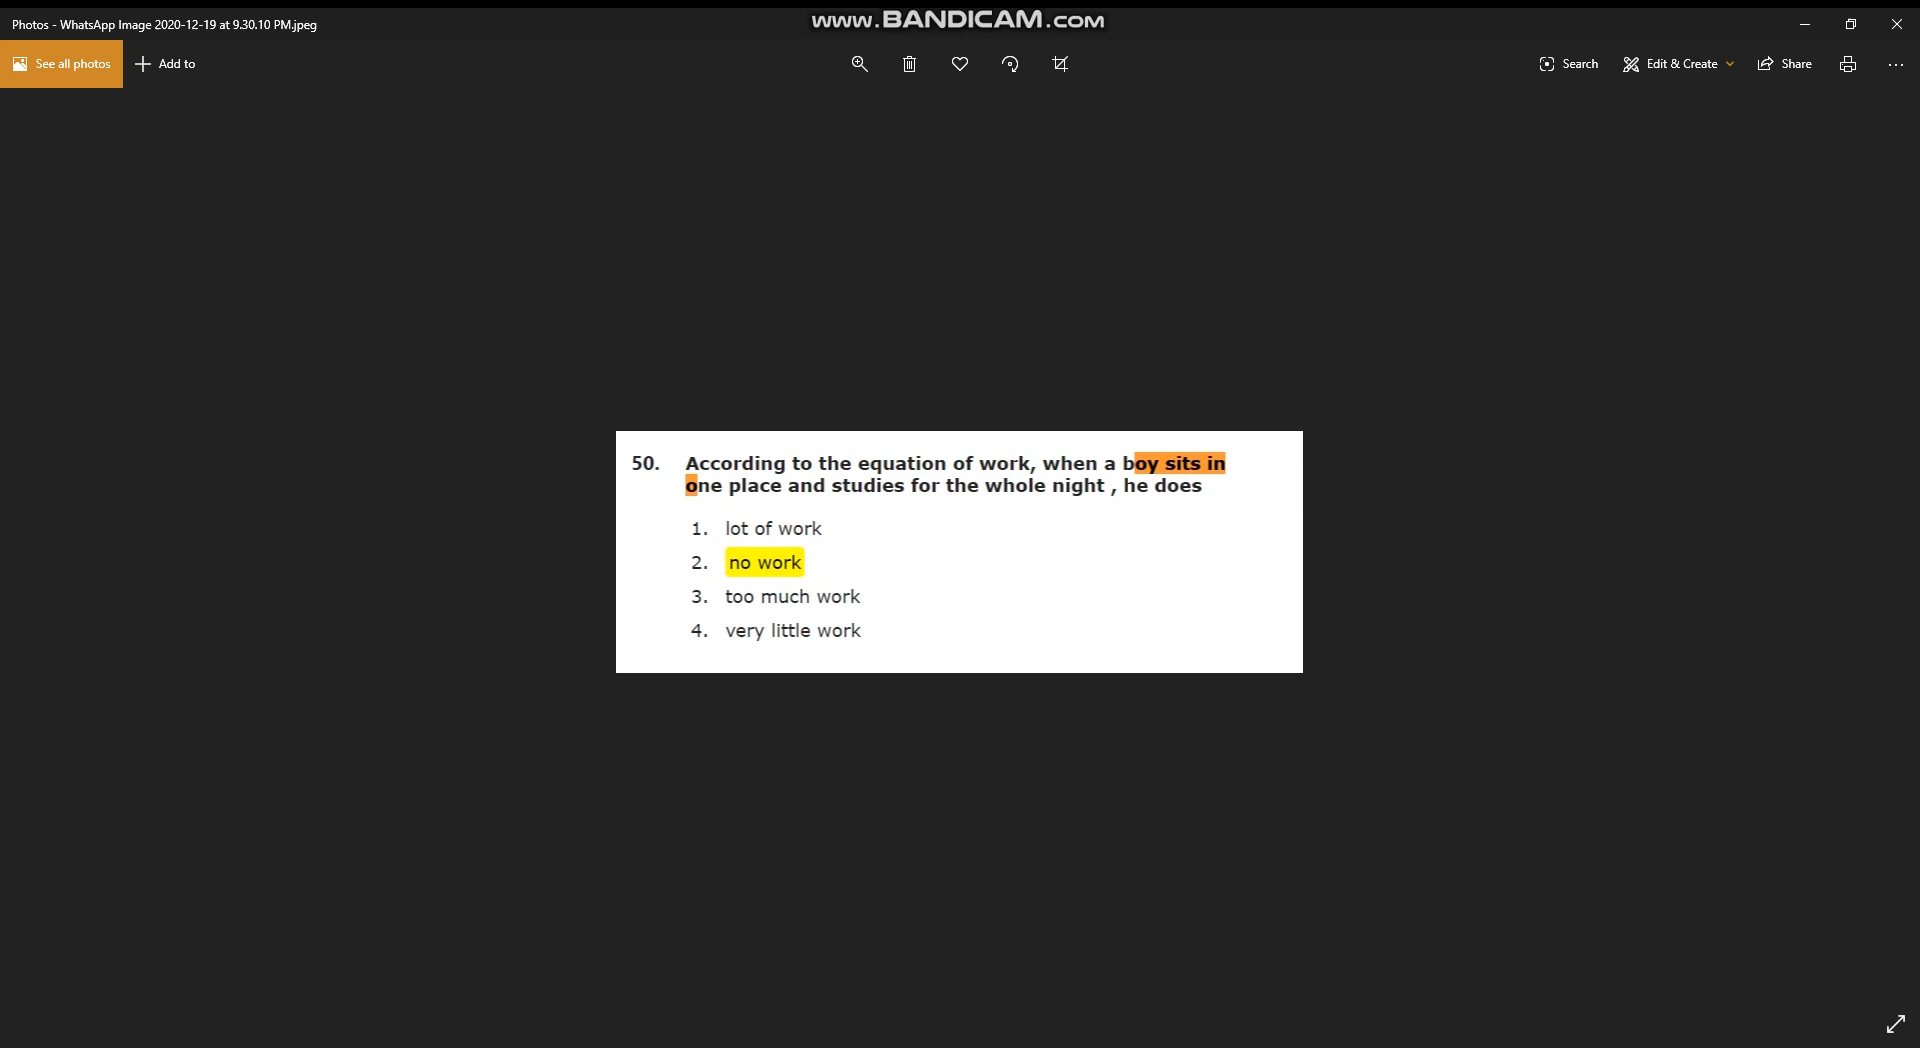 www.BANDICAM.com
Photos - WhatsApp Image 2020-12-19 at 9.30.10 PM.jpeg
See all photos
Add to
Search
Edit & Create
Share
50. According to the equation of work, when a boy sits in
one place and studies for the whole night , he does
1. lot of work
2. no work
3. too much work
4. very little work